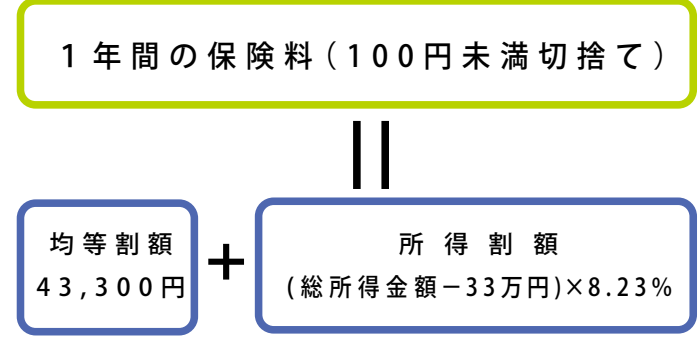 1年間の保険料(100円未満切捨て)
=
均等割額
43,300円
+
所得割額
(総所得金額-33万円)×8.23%